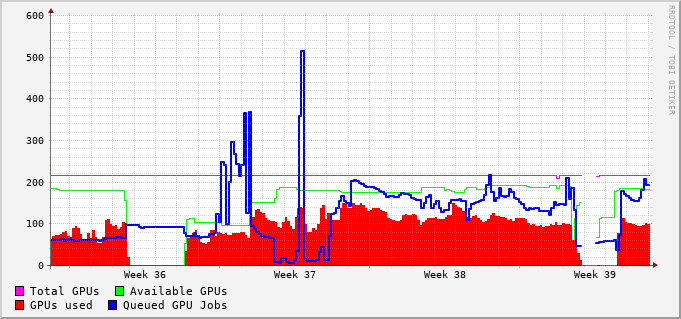 600
500
400
300
200
100
0
Week 36 Week 37 Week 38 Week 39
Total GPUs Available GPUs
GPUs used Queued GPU Jobs
RRDTOOL / TOBI OETIKER